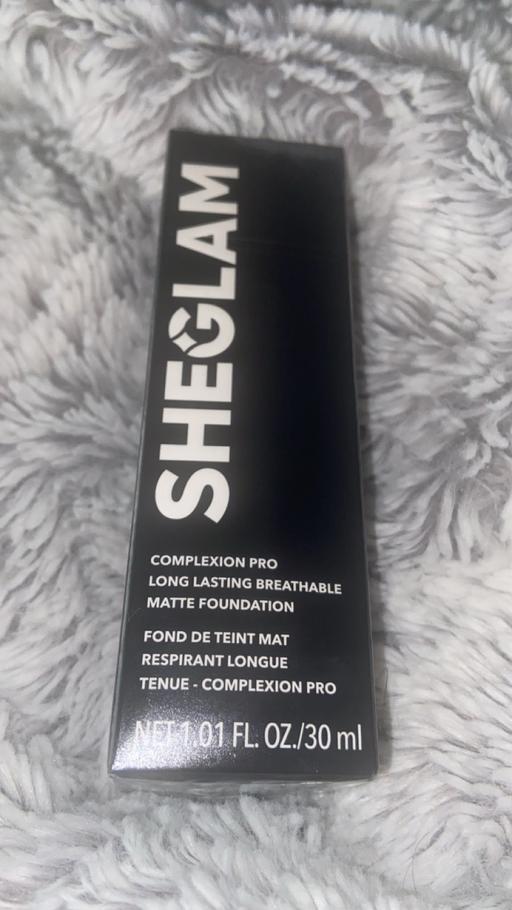 SHEGLAM
COMPLEXION PRO
LONG LASTING BREATHABLE
MATTE FOUNDATION
FOND DE TEINT MAT
RESPIRANT LONGUE
TENUE - COMPLEXION PRO
NET 1.01 FL. OZ./30 ml